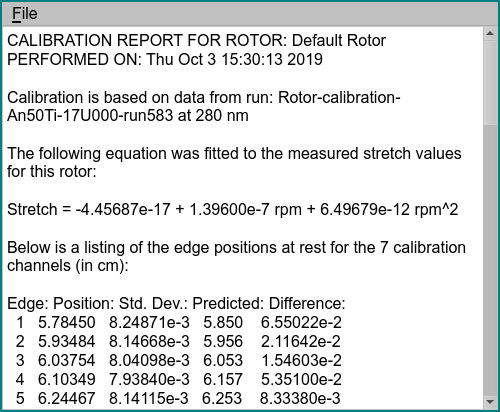 File
CALIBRATION REPORT FOR ROTOR: Default Rotor
PERFORMED ON: Thu Oct 3 15:30:13 2019
Calibration is based on data from run: Rotor-calibration-
An50Ti-17U000-run583 at 280 nm
The following equation was fitted to the measured stretch values
for this rotor:
Stretch = -4.45687e-17 + 1.39600e-7 rpm + 6.49679e-12 rpm^2
Below is a listing of the edge positions at rest for the 7 calibration
channels (in cm):
Edge: Position: Std. Dev.: Predicted: Difference:
1 5.78450 8.24871e-3 5.850 6.55022e-2
2 5.93484 8.14668e-3 5.956 2.11642e-2
3 6.03754 8.04098e-3 6.053 1.54603e-2
4 6.10349 7.93840e-3 6.157 5.35100e-2
5 6.24467 8.14115e-3 6.253 8.33380e-3